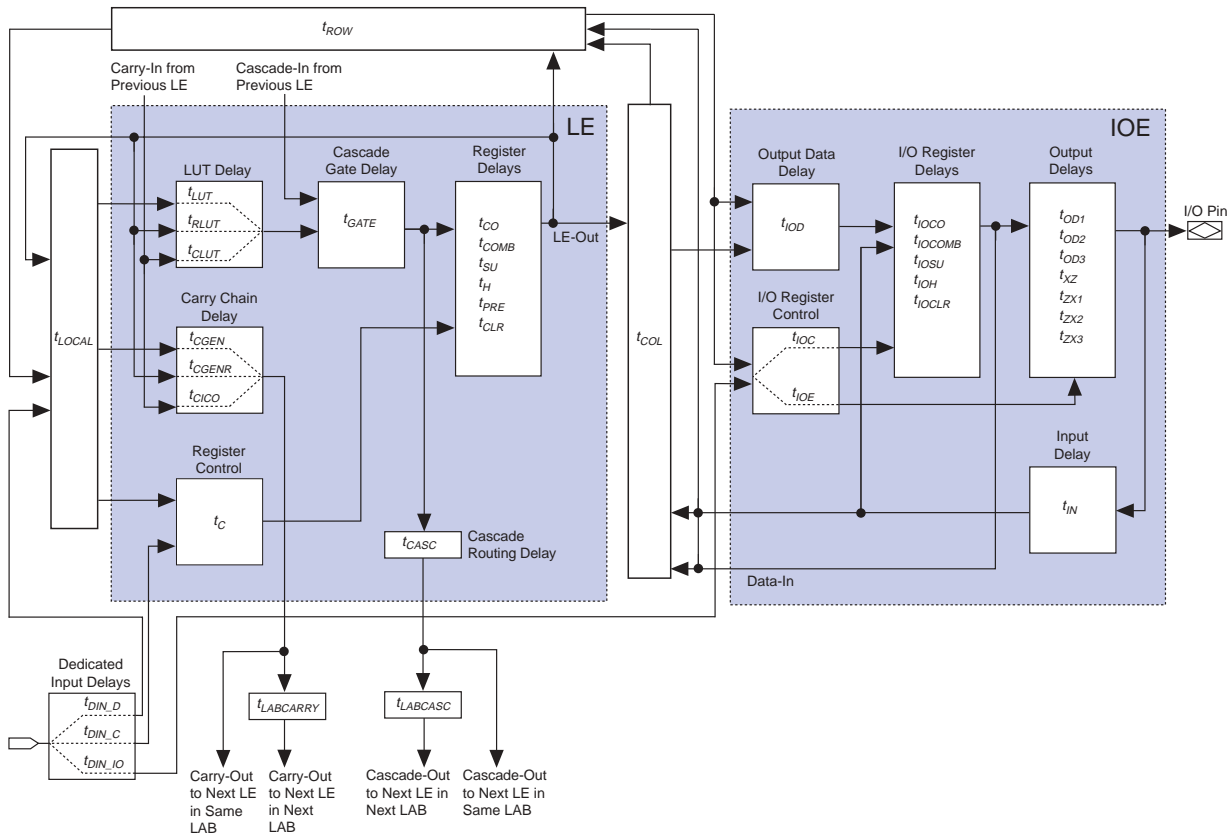 tROW
Carry-In from
Previous LE
Cascade-In from
Previous LE
LE
IOE
LUT Delay
tLUT
tRLUT
tCLUT
Cascade
Gate Delay
tGATE
Register
Delays
tCO
tCOMB
tSU
tH
tPRE
tCLR
LE-Out
Carry Chain
Delay
tCGEN
tCGENR
tCICO
tLOCAL
Register
Control
tC
tCASC
Cascade
Routing Delay
tCOL
Output Data
Delay
tIOD
I/O Register
Delays
tIOCO
tIOCOMB
tIOSU
tIOH
tIOCLR
Output
Delays
tOD1
tOD2
tOD3
tXZ
tZX1
tZX2
tZX3
I/O Pin
I/O Register
Control
tIOC
tIOE
Input
Delay
tIN
Data-In
Dedicated
Input Delays
tDIN_D
tDIN_C
tDIN_IO
tLABCARRY
tLABCASC
Carry-Out
to Next LE
in Same
LAB
Carry-Out
to Next LE
in Next
LAB
Cascade-Out
to Next LE in
Next LAB
Cascade-Out
to Next LE in
Same LAB